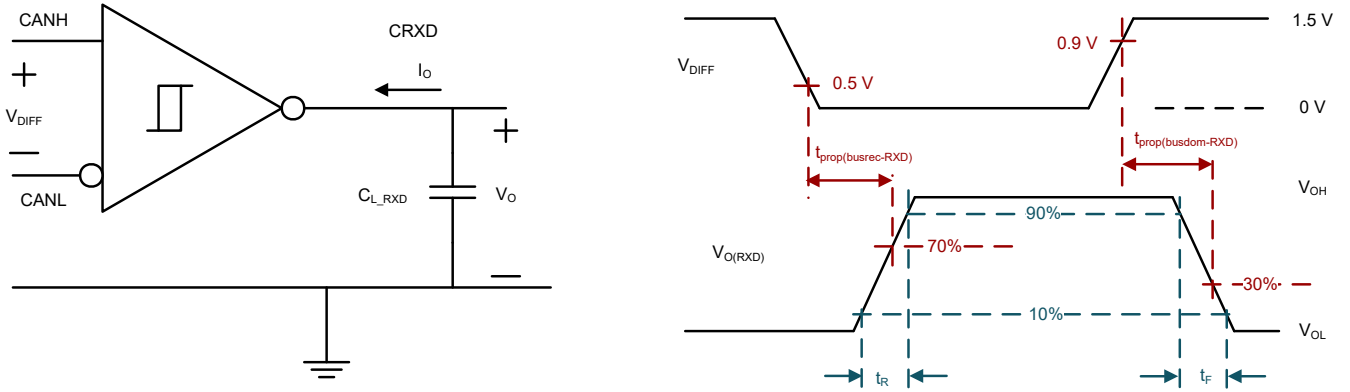 CANH
CRXD
I_O
V_DIFF
CANL
C_L_RXD
V_O
V_DIFF
0.5 V
0.9 V
1.5 V
0 V
t_prop(busrec-RXD)
t_prop(busdom-RXD)
V_OH
90%
V_O(RXD)
70%
30%
10%
V_OL
t_R
t_F